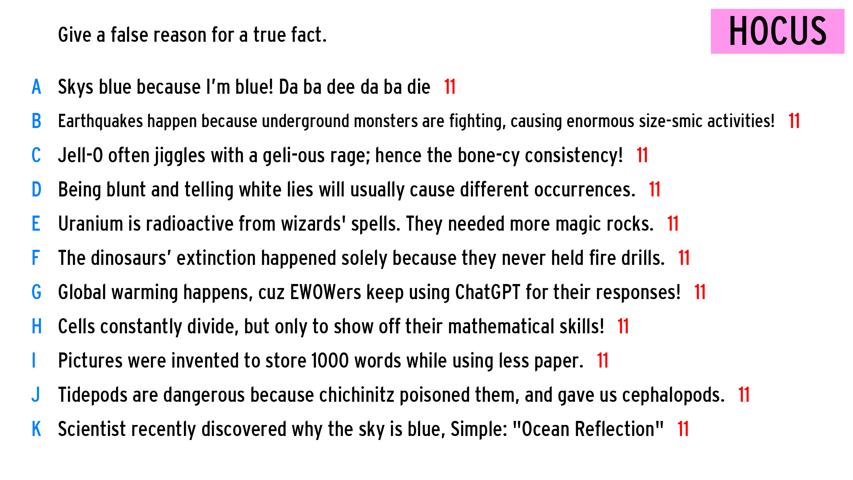 Give a false reason for a true fact.
HOCUS
A Skys blue because I'm blue! Da ba dee da ba die 11
B Earthquakes happen because underground monsters are fighting, causing enormous size-smic activities! 11
C Jell-O often jiggles with a geli-ous rage; hence the bone-cy consistency! 11
D Being blunt and telling white lies will usually cause different occurrences. 11
E Uranium is radioactive from wizards' spells. They needed more magic rocks. 11
F The dinosaurs' extinction happened solely because they never held fire drills. 11
G Global warming happens, cuz EWOWers keep using ChatGPT for their responses! 11
H Cells constantly divide, but only to show off their mathematical skills! 11
I Pictures were invented to store 1000 words while using less paper. 11
J Tidepods are dangerous because chichinitz poisoned them, and gave us cephalopods. 11
K Scientist recently discovered why the sky is blue, Simple: "Ocean Reflection" 11